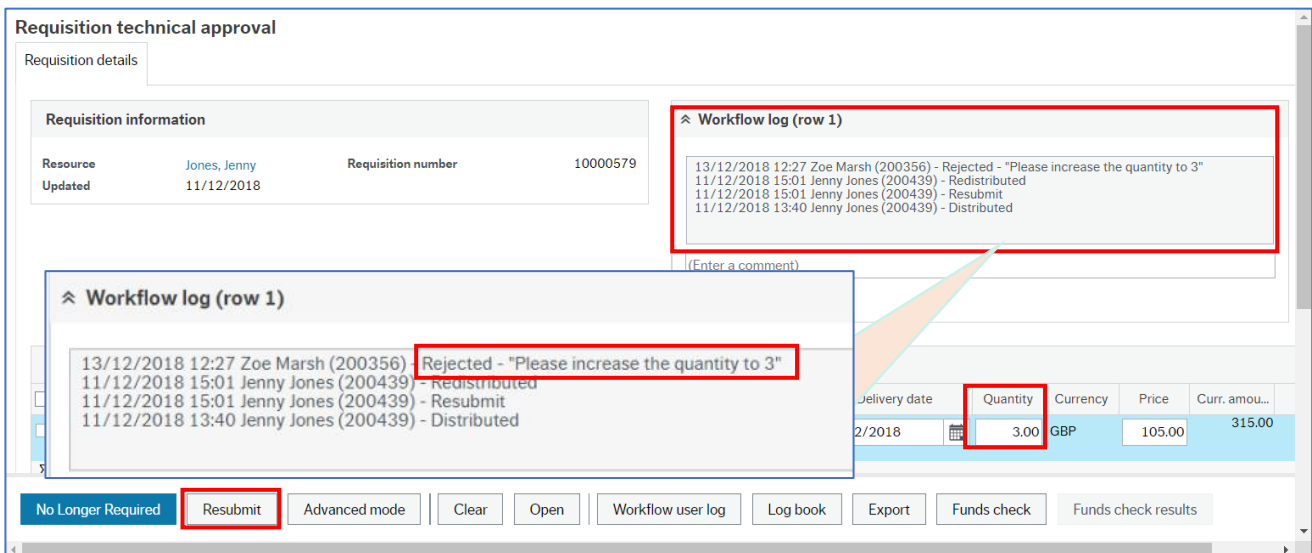 Requisition technical approval
Requisition details
Requisition information
Resource Jones, Jenny Requisition number 10000579
Updated 11/12/2018
Workflow log (row 1)
13/12/2018 12:27 Zoe Marsh (200356) - Rejected - "Please increase the quantity to 3"
11/12/2018 15:01 Jenny Jones (200439) - Redistributed
11/12/2018 15:01 Jenny Jones (200439) - Resubmit
11/12/2018 13:40 Jenny Jones (200439) - Distributed
(Enter a comment)
Workflow log (row 1)
13/12/2018 12:27 Zoe Marsh (200356) - Rejected - "Please increase the quantity to 3"
11/12/2018 15:01 Jenny Jones (200439) - Redistributed
11/12/2018 15:01 Jenny Jones (200439) - Resubmit
11/12/2018 13:40 Jenny Jones (200439) - Distributed
Delivery date Quantity Currency Price Curr. amou...
2/2018 3.00 GBP 105.00 315.00
No Longer Required Resubmit Advanced mode Clear Open Workflow user log Log book Export Funds check Funds check results